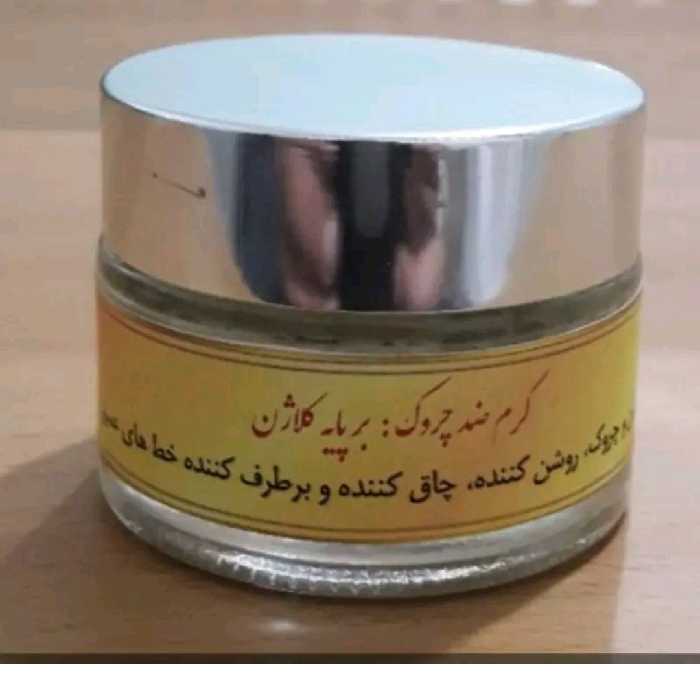 کرم ضد چروک: بر پایه کلاژن
و چروک، روشن کننده، چاق کننده و برطرف کننده خط های